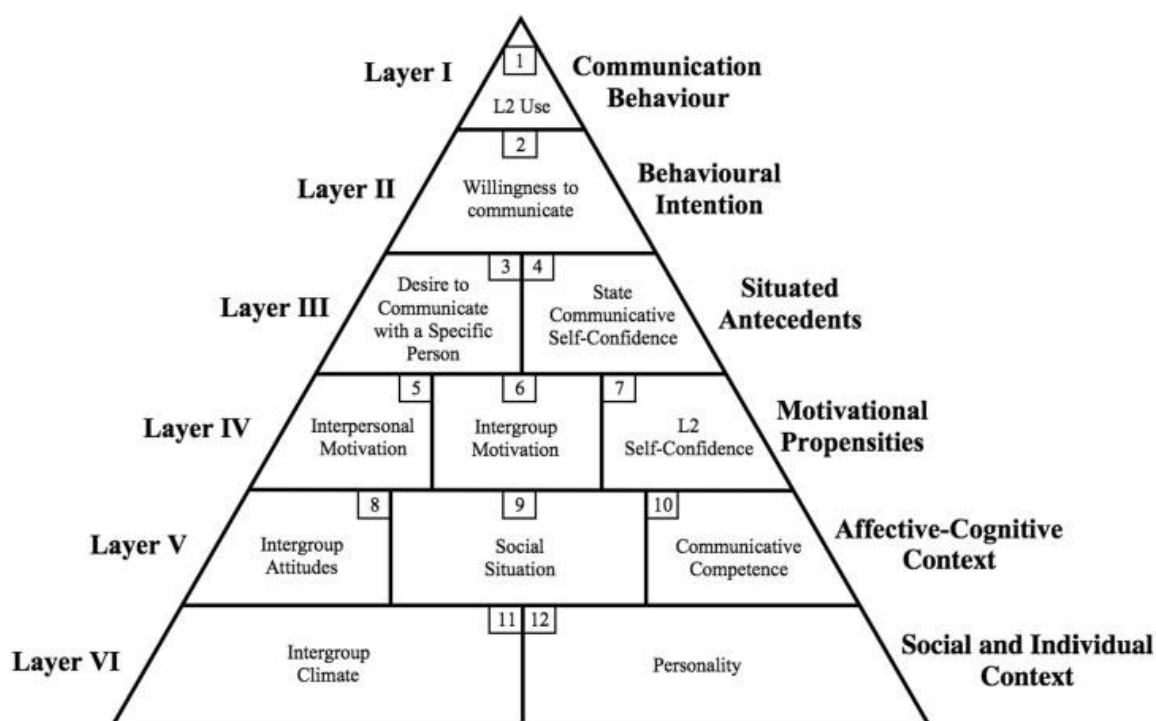 1
Layer I
Communication
Behaviour
L2 Use
2
Layer II
Willingness to
communicate
Behavioural
Intention
3 4
Layer III
Desire to
Communicate
with a Specific
Person
State
Communicative
Self-Confidence
Situated
Antecedents
5 6 7
Layer IV
Interpersonal
Motivation
Intergroup
Motivation
L2
Self-Confidence
Motivational
Propensities
8 9 10
Layer V
Intergroup
Attitudes
Social
Situation
Communicative
Competence
Affective-Cognitive
Context
11 12
Layer VI
Intergroup
Climate
Personality
Social and Individual
Context